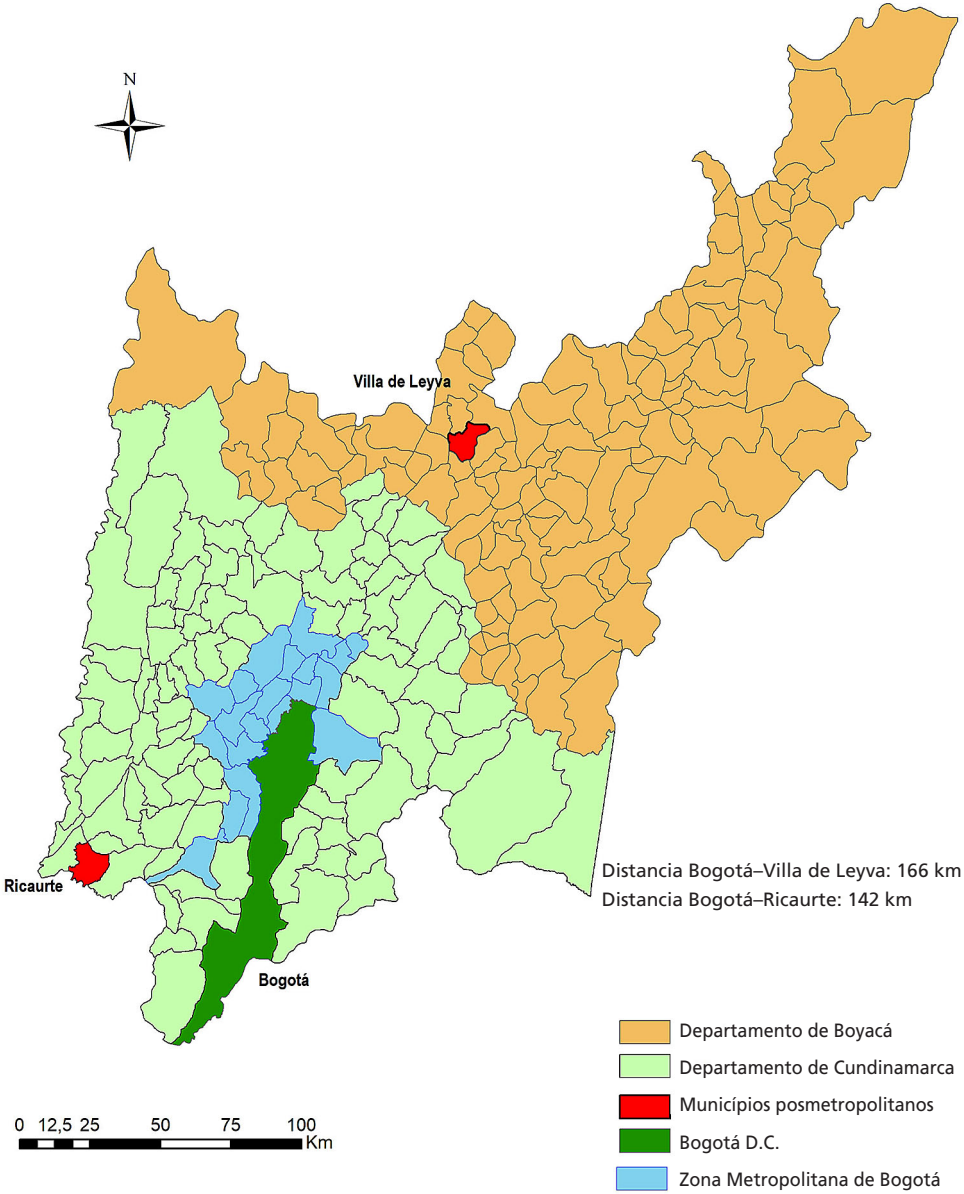 N
Villa de Leyva
Ricaurte
Distancia Bogotá–Villa de Leyva: 166 km
Distancia Bogotá–Ricaurte: 142 km
Bogotá
Departamento de Boyacá
Departamento de Cundinamarca
Municípios posmetropolitanos
Bogotá D.C.
Zona Metropolitana de Bogotá
0 12,5 25 50 75 100
Km